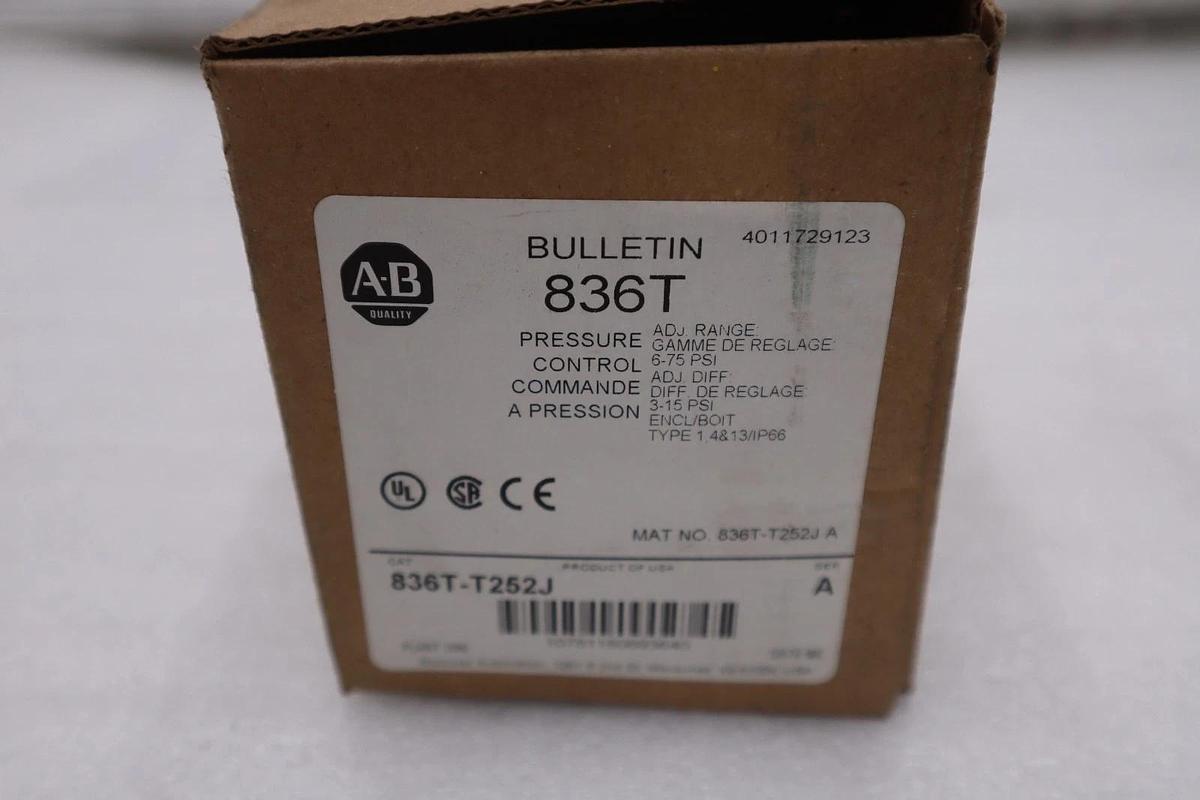 A-B
QUALITY
BULLETIN
836T
4011729123
PRESSURE
CONTROL
COMMANDE
A PRESSION
ADJ. RANGE:
GAMME DE REGLAGE:
6-75 PSI
ADJ. DIFF:
DIFF. DE REGLAGE:
3-15 PSI
ENCL/BOIT
TYPE 1,4&13/IP66
UL
SA
CE
MAT NO. 836T-T252J A
CAT
PRODUCT OF USA
SER
836T-T252J
A